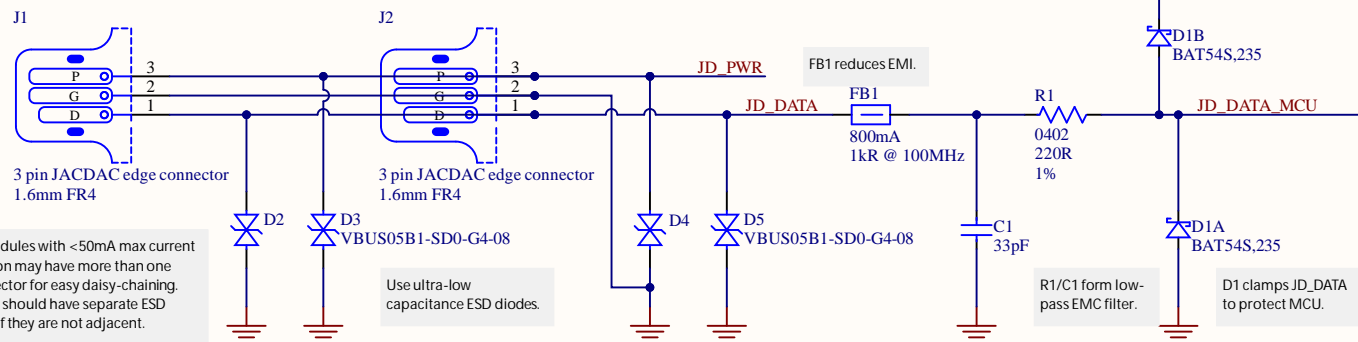 J1
P
G
D
3
2
1
3 pin JACDAC edge connector
1.6mm FR4
J2
P
G
D
3
2
1
3 pin JACDAC edge connector
1.6mm FR4
JD_PWR
JD_DATA
FB1 reduces EMI.
FB1
800mA
1kR @ 100MHz
R1
0402
220R
1%
D1B
BAT54S,235
JD_DATA_MCU
D2
D3
VBUS05B1-SD0-G4-08
D4
D5
VBUS05B1-SD0-G4-08
C1
33pF
D1A
BAT54S,235
with <50mA max current
may have more than one
for easy daisy-chaining.
should have separate ESD
if they are not adjacent.
Use ultra-low
capacitance ESD diodes.
R1/C1 form low-
pass EMC filter.
D1 clamps JD_DATA
to protect MCU.